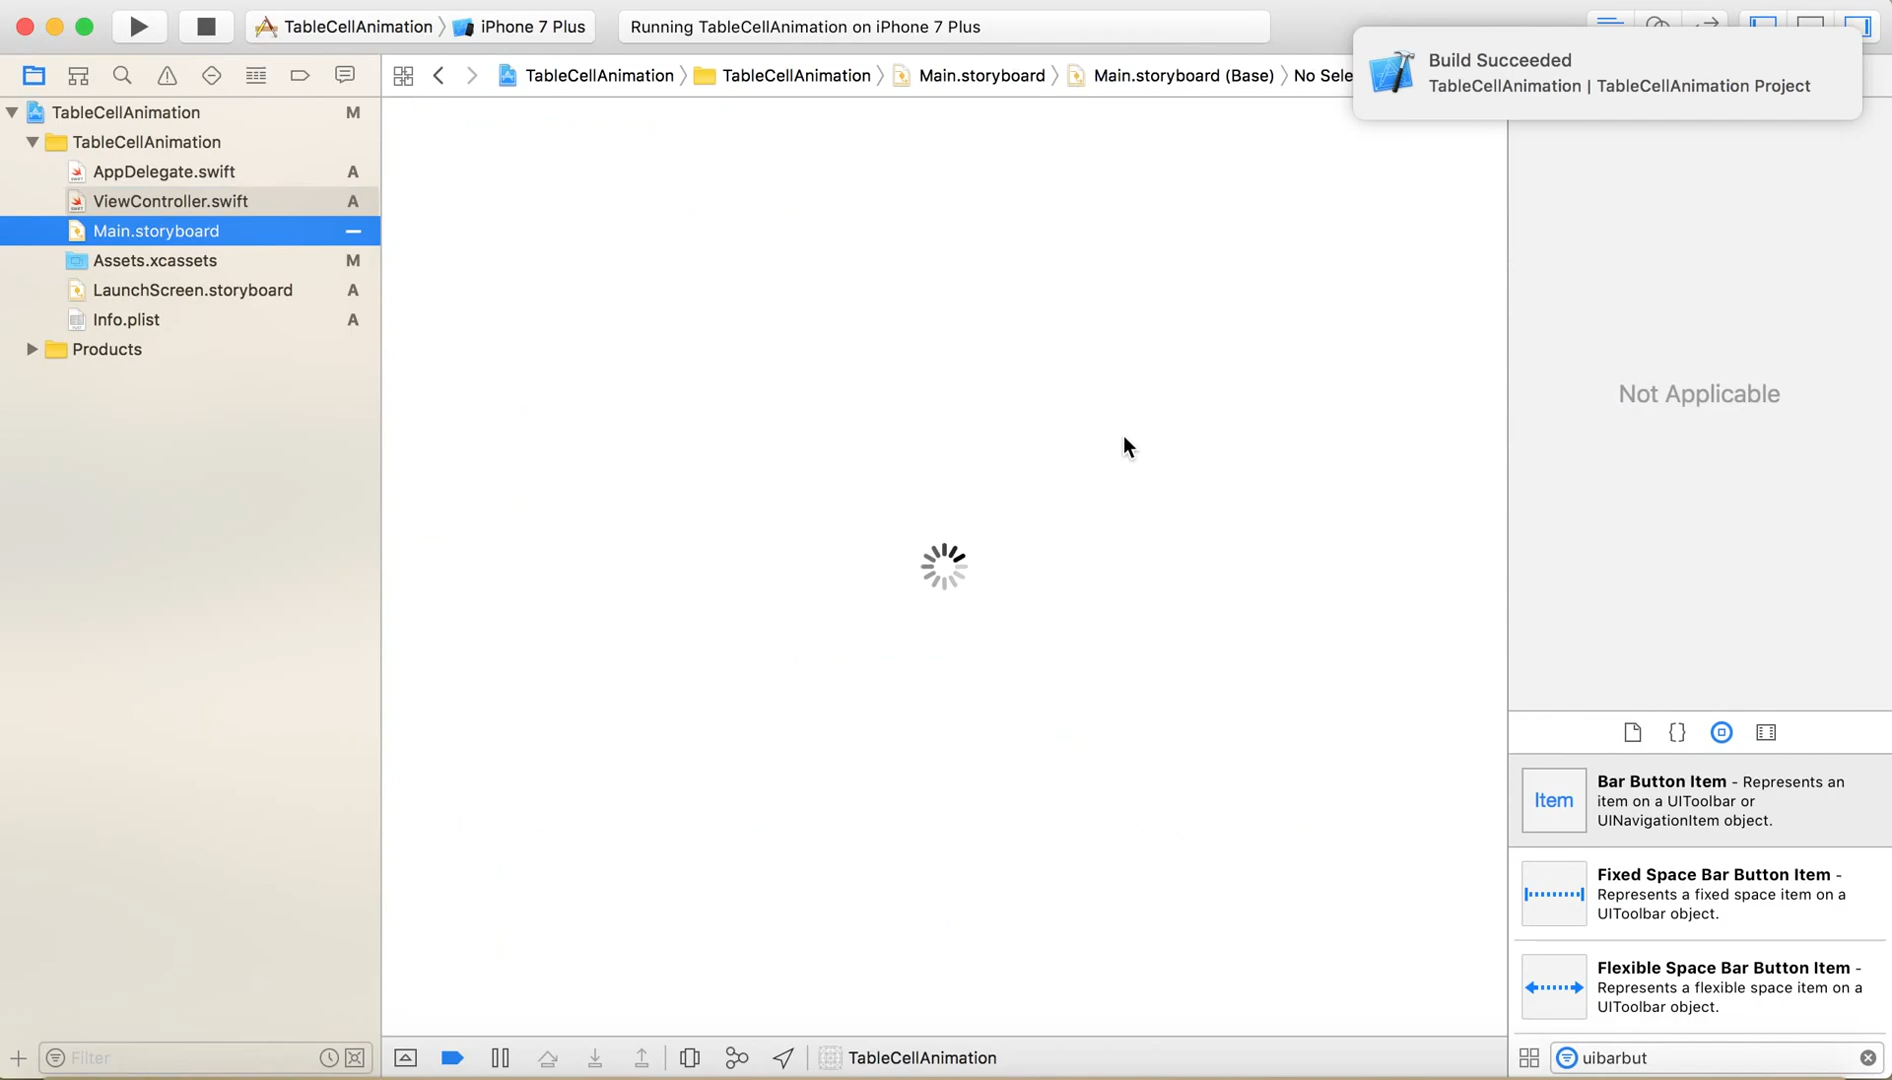 TableCellAnimation
iPhone 7 Plus
Running TableCellAnimation on iPhone 7 Plus
Build Succeeded
TableCellAnimation | TableCellAnimation Project
TableCellAnimation
TableCellAnimation
Main.storyboard
Main.storyboard (Base)
No Sele
TableCellAnimation M
TableCellAnimation
AppDelegate.swift A
ViewController.swift A
Main.storyboard
Assets.xcassets M
LaunchScreen.storyboard A
Info.plist A
Products
Not Applicable
Item
Bar Button Item - Represents an
item on a UIToolbar or
UINavigationItem object.
Fixed Space Bar Button Item -
Represents a fixed space item on a
UIToolbar object.
Flexible Space Bar Button Item -
Represents a flexible space item on a
UIToolbar object.
Filter
TableCellAnimation
uibarbut